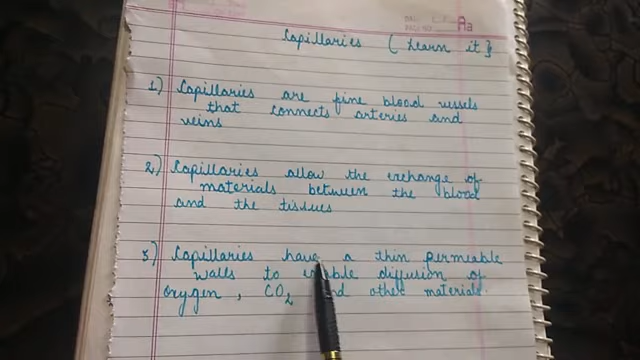 Aa
Capillaries ( Learn it }
1) Capillaries are fine blood vessels
that connects arteries and
veins
2) Capillaries allow the exchange of
materials between the blood
and the tissues
3) Capillaries have a thin permeable
walls to enable diffusion of
oxygen , CO2 and other materials.